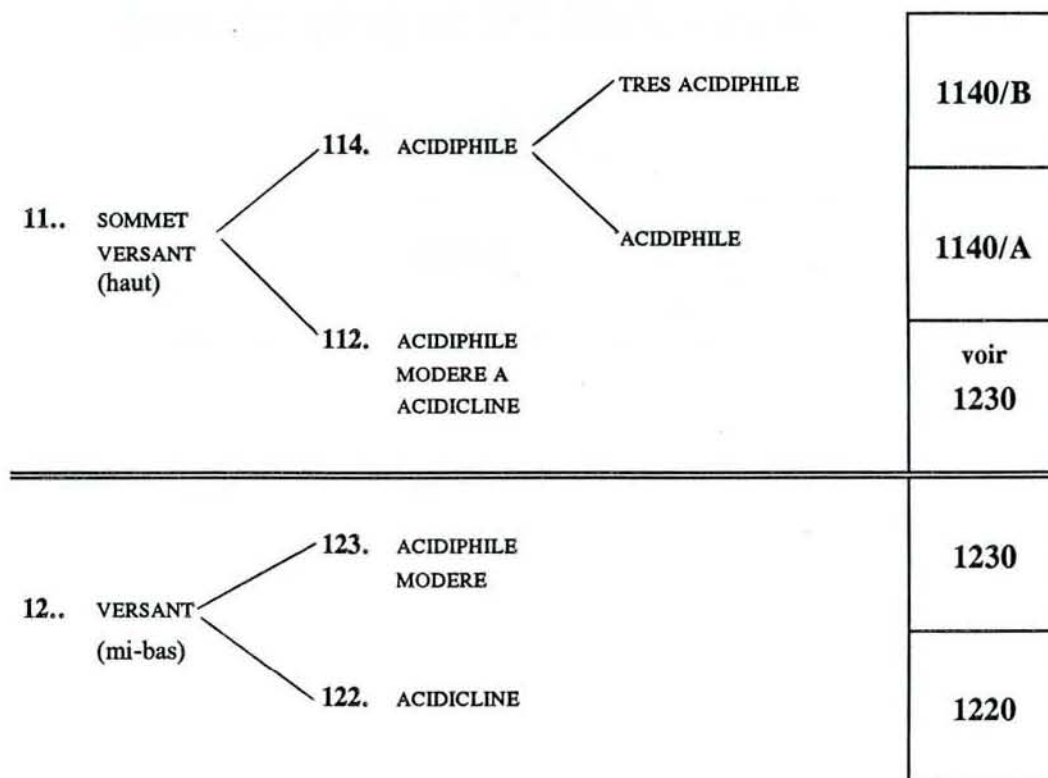 TRES ACIDIPHILE
1140/B
114. ACIDIPHILE
11.. SOMMET
VERSANT
(haut)
ACIDIPHILE
1140/A
112. ACIDIPHILE
MODERE A
ACIDICLINE
voir
1230
123. ACIDIPHILE
MODERE
1230
12.. VERSANT
(mi-bas)
122. ACIDICLINE
1220